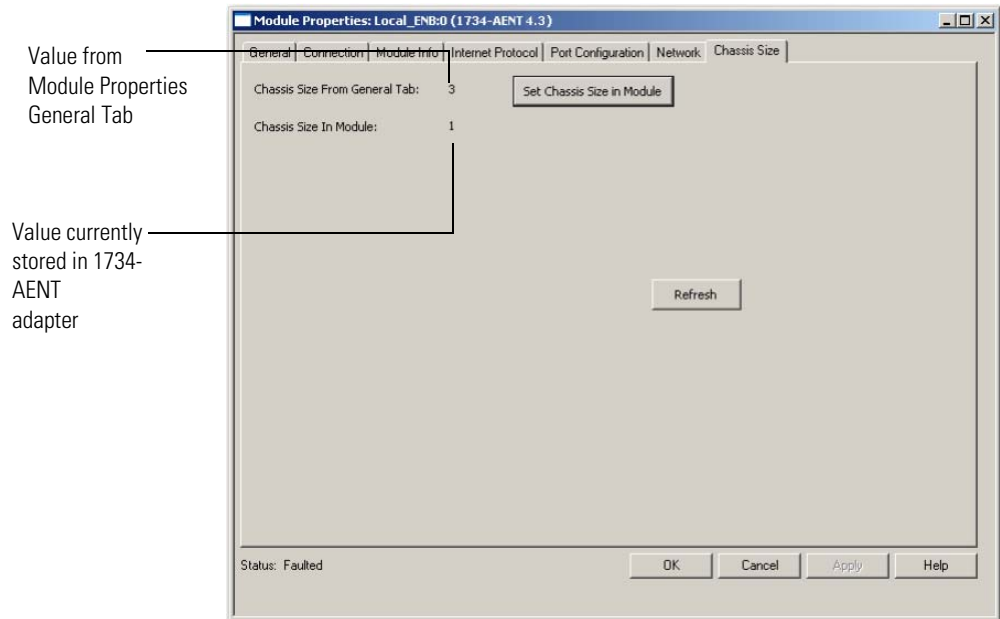 Module Properties: Local_ENB:0 (1734-AENT 4.3)
General Connection Module Info Internet Protocol Port Configuration Network Chassis Size
Value from
Module Properties
General Tab
Chassis Size From General Tab: 3 Set Chassis Size in Module
Chassis Size In Module: 1
Value currently
stored in 1734-
AENT
adapter
Refresh
Status: Faulted OK Cancel Apply Help